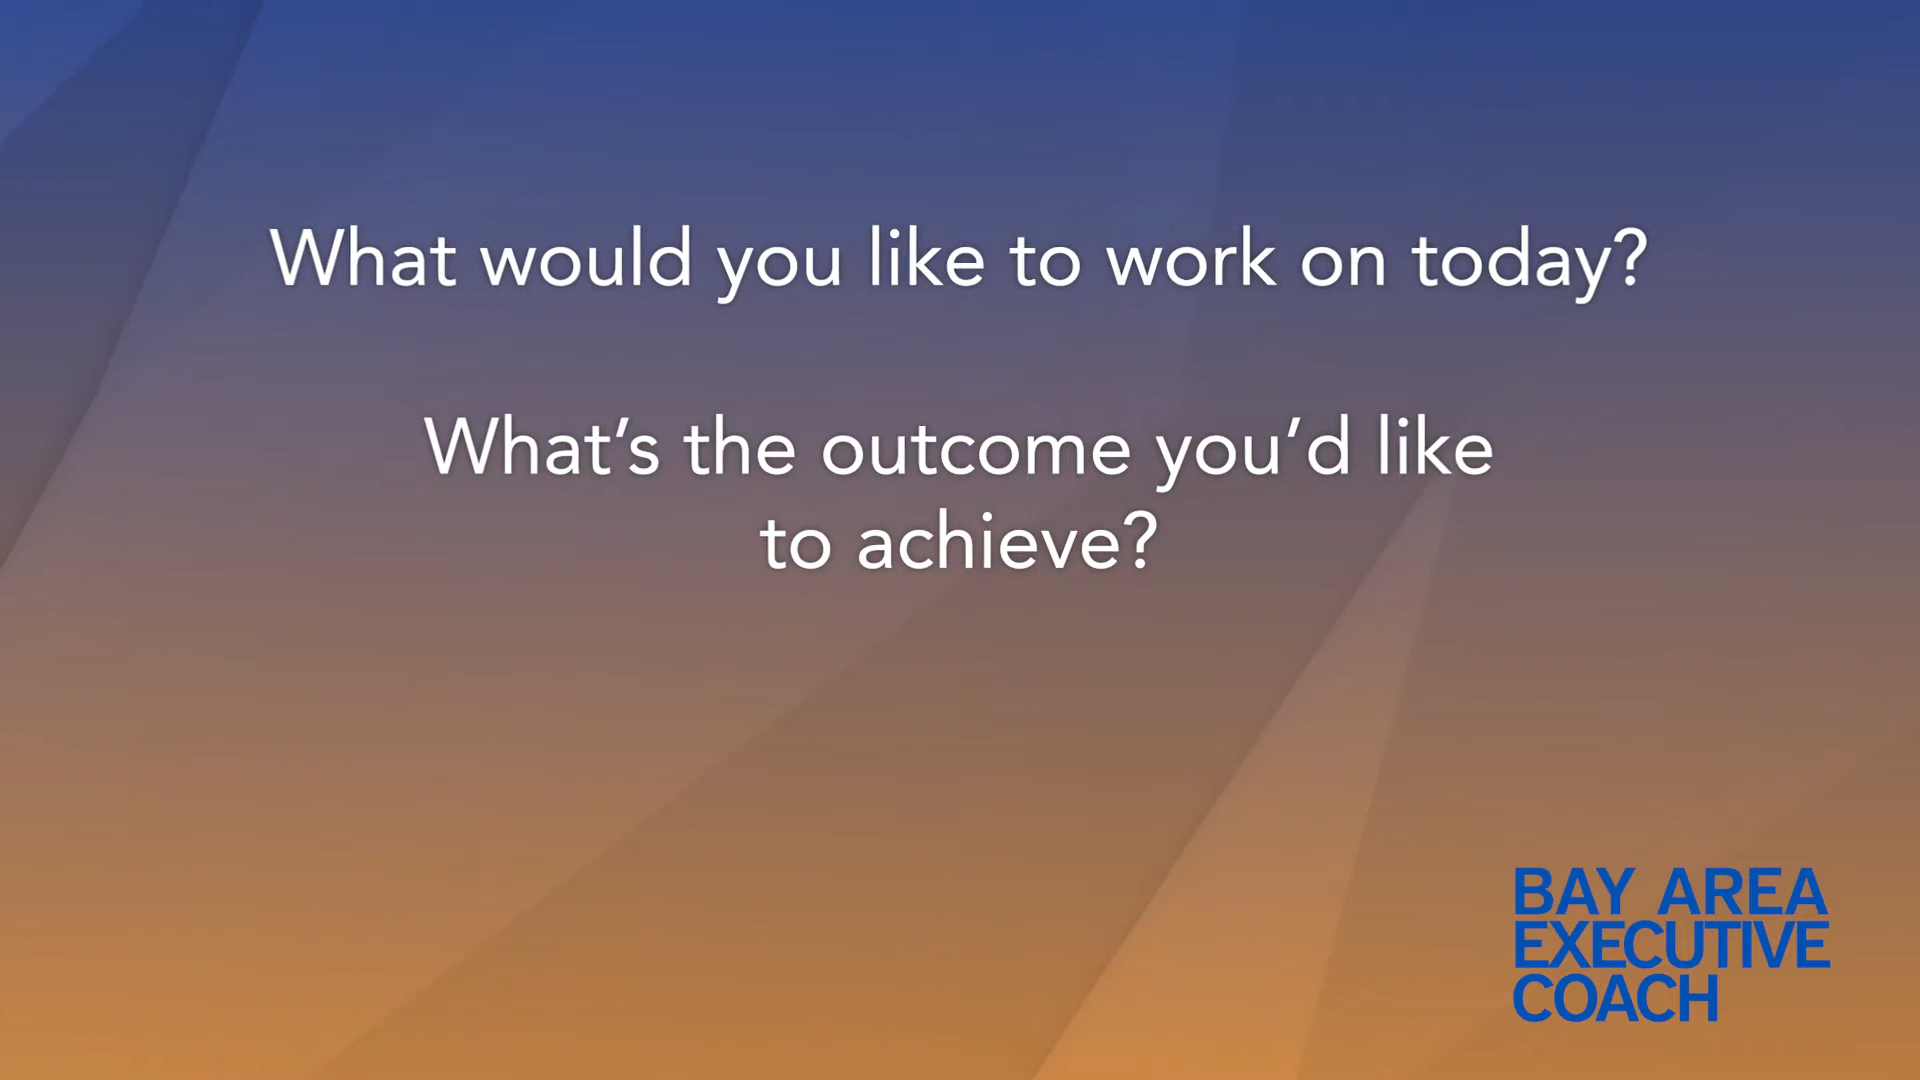 What would you like to work on today?
What’s the outcome you’d like
to achieve?
BAY AREA
EXECUTIVE
COACH